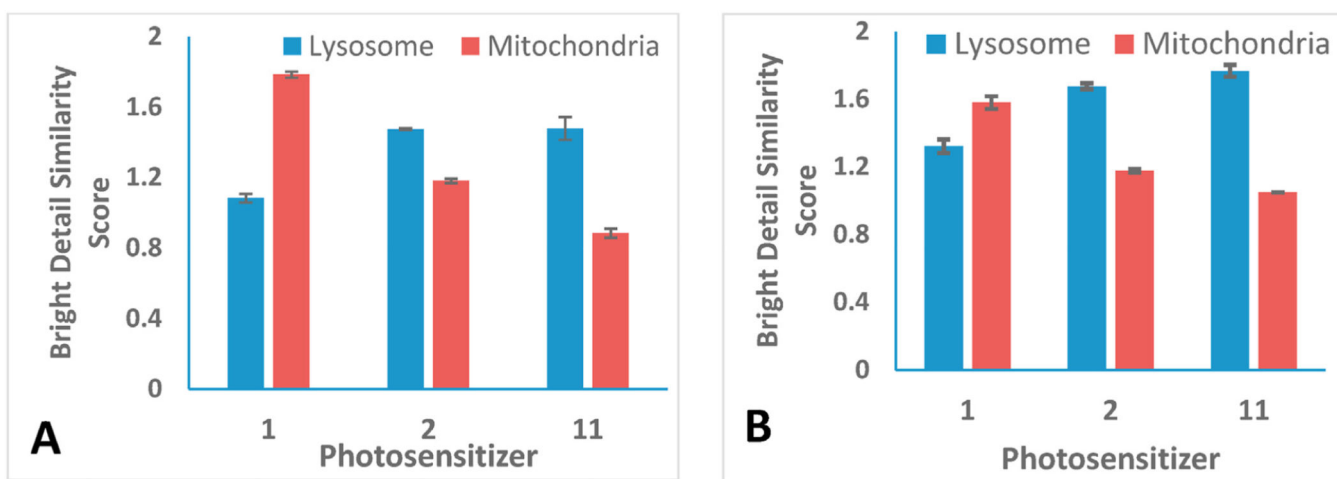 2
Lysosome Mitochondria
1.6
1.2
0.8
0.4
0
Bright Detail Similarity
Score
1 2 11
Photosensitizer
A
2
Lysosome Mitochondria
1.6
1.2
0.8
0.4
0
Bright Detail Similarity
Score
1 2 11
Photosensitizer
B